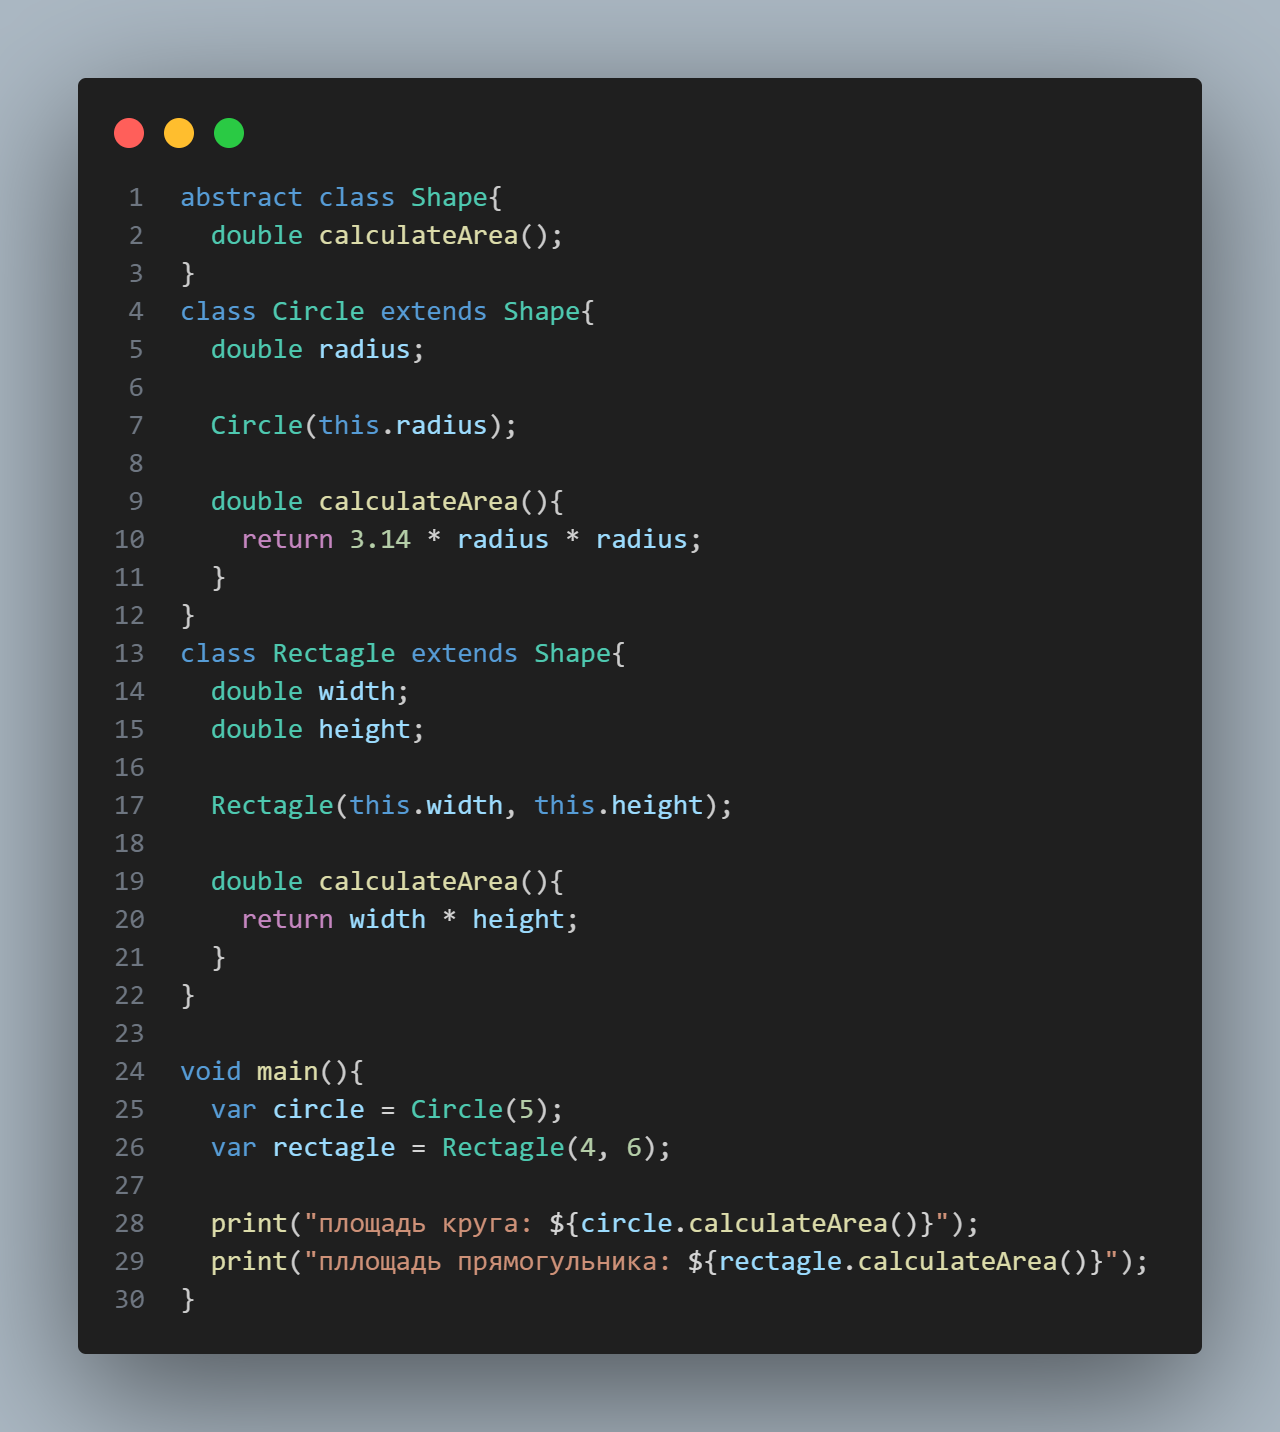 1 abstract class Shape{
2   double calculateArea();
3 }
4 class Circle extends Shape{
5   double radius;
6
7   Circle(this.radius);
8
9   double calculateArea(){
10     return 3.14 * radius * radius;
11   }
12 }
13 class Rectagle extends Shape{
14   double width;
15   double height;
16
17   Rectagle(this.width, this.height);
18
19   double calculateArea(){
20     return width * height;
21   }
22 }
23
24 void main(){
25   var circle = Circle(5);
26   var rectagle = Rectagle(4, 6);
27
28   print("площадь круга: ${circle.calculateArea()}");
29   print("пллощадь прямогульника: ${rectagle.calculateArea()}");
30 }